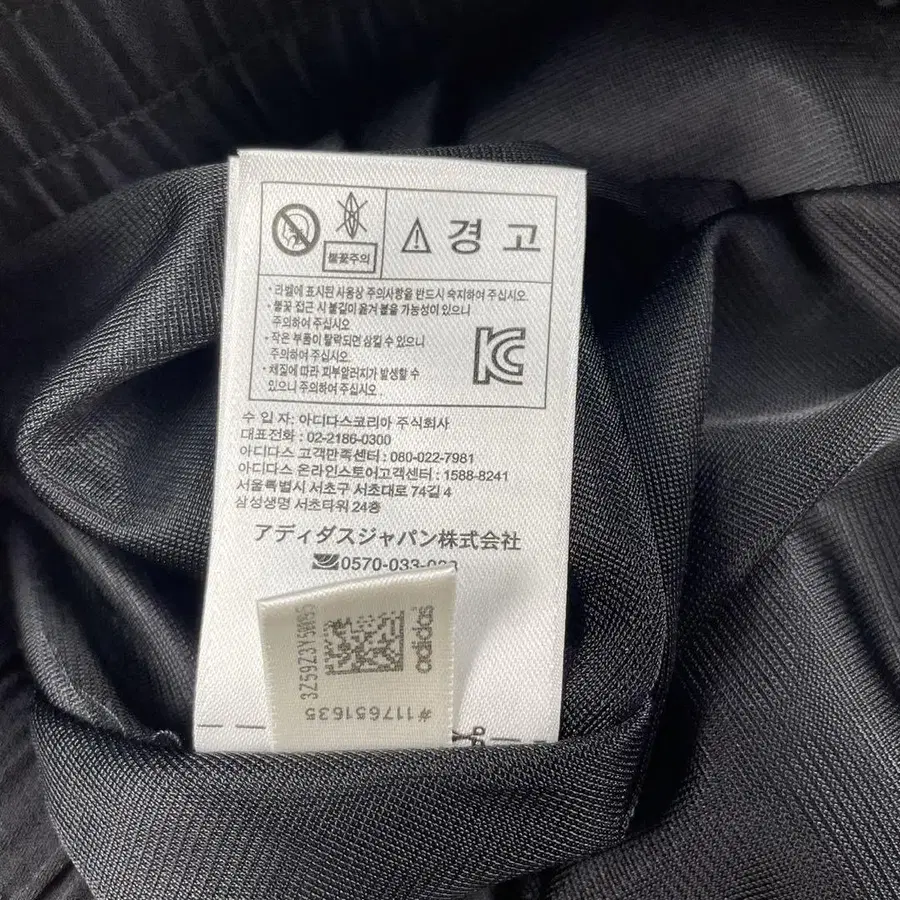 불꽃주의
⚠ 경 고
· 라벨에 표시된 사용상 주의사항을 반드시 숙지하여 주십시오.
· 불꽃 접근 시 불길이 옮겨 붙을 가능성이 있으니
주의하여 주십시오
· 작은 부품이 탈락되면 삼킬 수 있으니
주의하여 주십시오
· 체질에 따라 피부알러지가 발생할 수
있으니 주의하여 주십시오
KC
수 입 자: 아디다스코리아 주식회사
대표전화 : 02-2186-0300
아디다스 고객만족센터 : 080-022-7981
아디다스 온라인스토어고객센터 : 1588-8241
서울특별시 서초구 서초대로 74길 4
삼성생명 서초타워 24층
アディダスジャパン株式会社
0570-033-033
adidas
#117651635